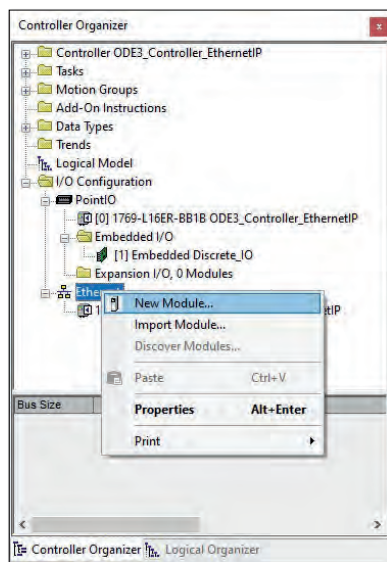 Controller Organizer
x
Controller ODE3_Controller_EthernetIP
Tasks
Motion Groups
Add-On Instructions
Data Types
Trends
Logical Model
I/O Configuration
PointIO
[0] 1769-L16ER-BB1B ODE3_Controller_EthernetIP
Embedded I/O
[1] Embedded Discrete_IO
Expansion I/O, 0 Modules
New Module...
Import Module...
Discover Modules...
Paste Ctrl+V
Properties Alt+Enter
Print
Bus Size
Controller Organizer Logical Organizer